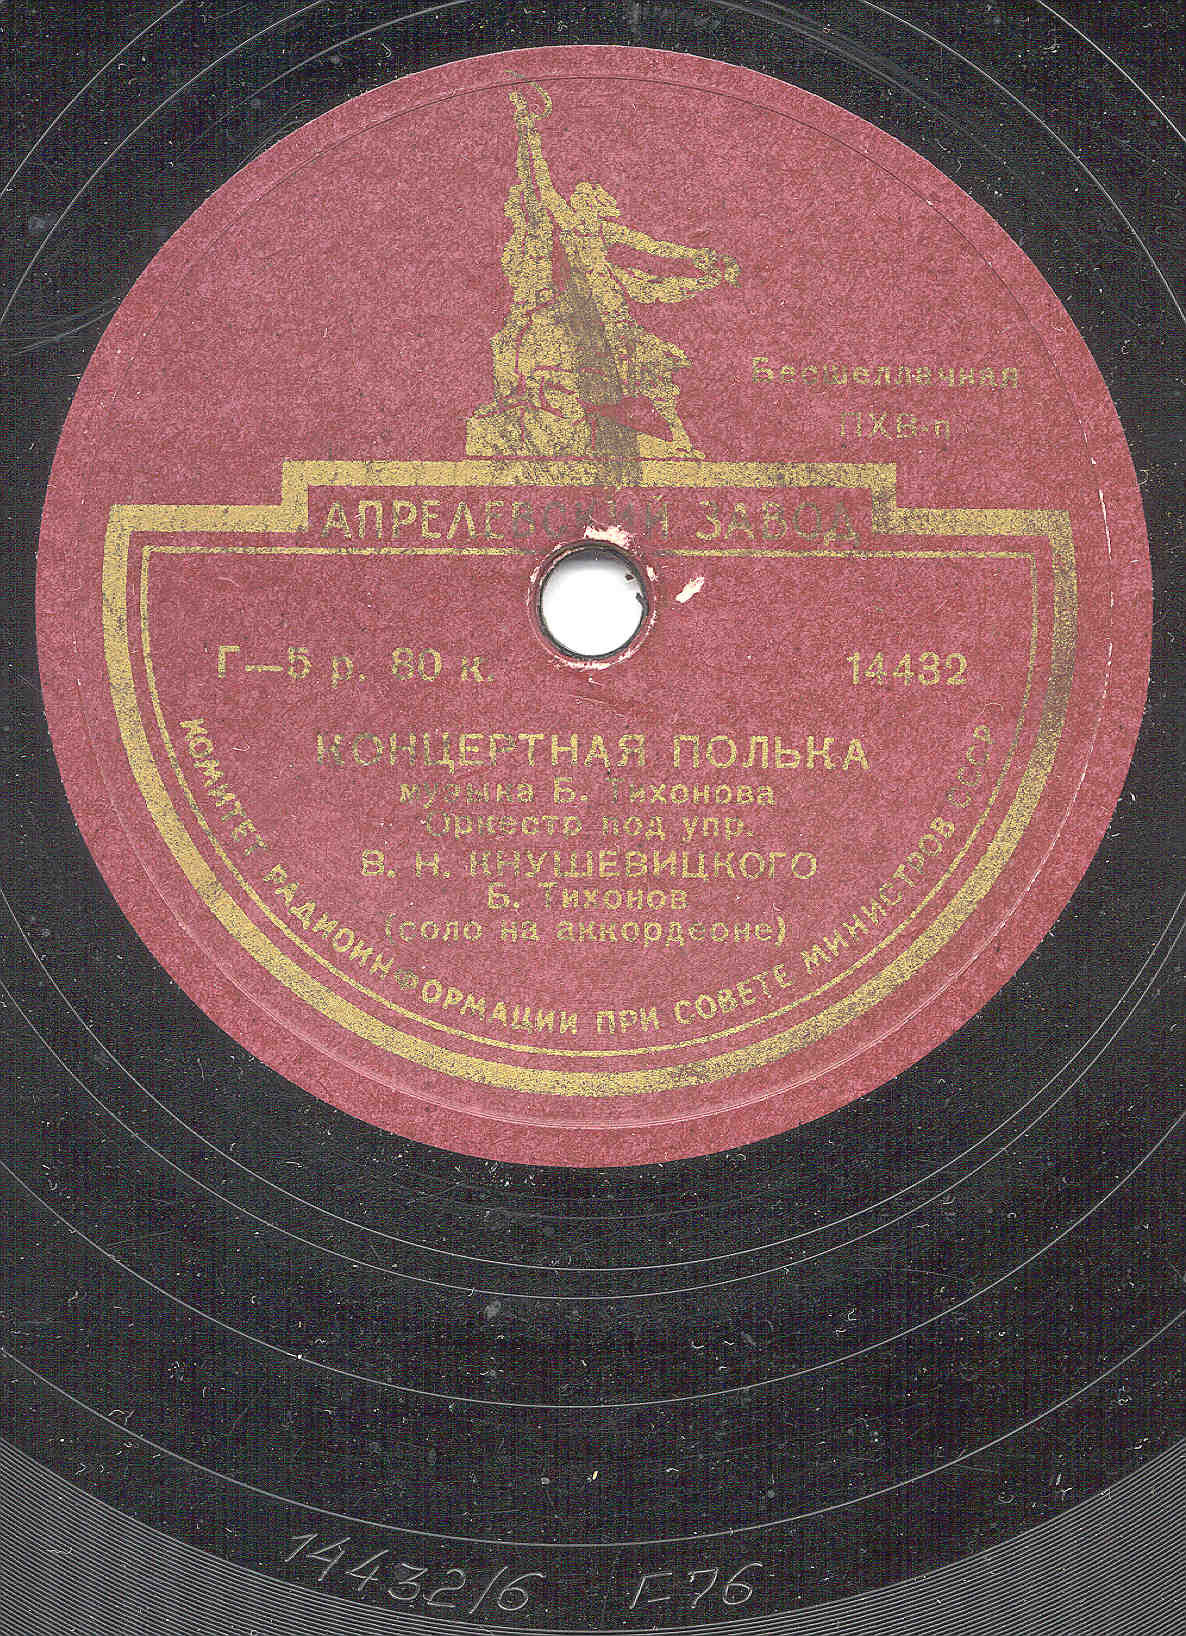 Бесшеллачная
ПХВ-п
АПРЕЛЕВСКИЙ ЗАВОД
Г—5 р. 80 к.
14432
КОНЦЕРТНАЯ ПОЛЬКА
музыка Б. Тихонова
Оркестр под упр.
В. Н. КНУШЕВИЦКОГО
Б. Тихонов
(соло на аккордеоне)
КОМИТЕТ РАДИОИНФОРМАЦИИ ПРИ СОВЕТЕ МИНИСТРОВ СССР
14432/6 Г76